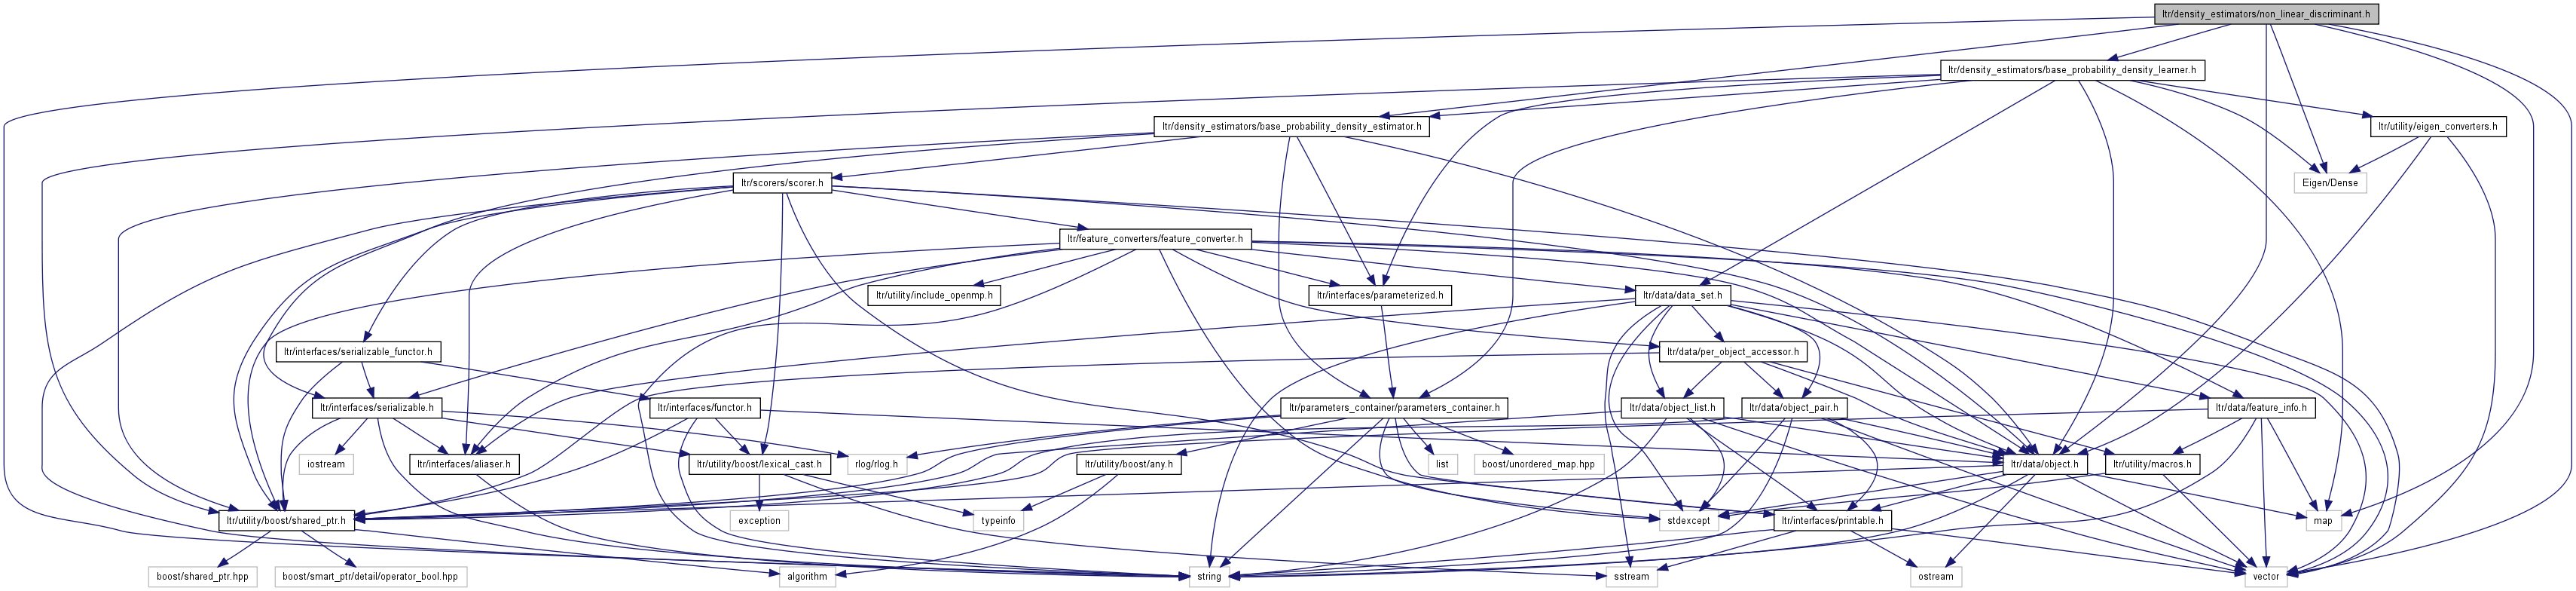 ltr/density_estimators/non_linear_discriminant.h
ltr/density_estimators/base_probability_density_learner.h
ltr/density_estimators/base_probability_density_estimator.h
ltr/utility/eigen_converters.h
ltr/scorers/scorer.h
Eigen/Dense
ltr/feature_converters/feature_converter.h
ltr/utility/include_openmp.h
ltr/interfaces/parameterized.h
ltr/data/data_set.h
ltr/interfaces/serializable_functor.h
ltr/data/per_object_accessor.h
ltr/interfaces/serializable.h
ltr/interfaces/functor.h
ltr/parameters_container/parameters_container.h
ltr/data/object_list.h
ltr/data/object_pair.h
ltr/data/feature_info.h
iostream
ltr/interfaces/aliaser.h
ltr/utility/boost/lexical_cast.h
rlog/rlog.h
ltr/utility/boost/any.h
list
boost/unordered_map.hpp
ltr/data/object.h
ltr/utility/macros.h
ltr/utility/boost/shared_ptr.h
exception
typeinfo
stdexcept
ltr/interfaces/printable.h
map
boost/shared_ptr.hpp
boost/smart_ptr/detail/operator_bool.hpp
algorithm
string
sstream
ostream
vector